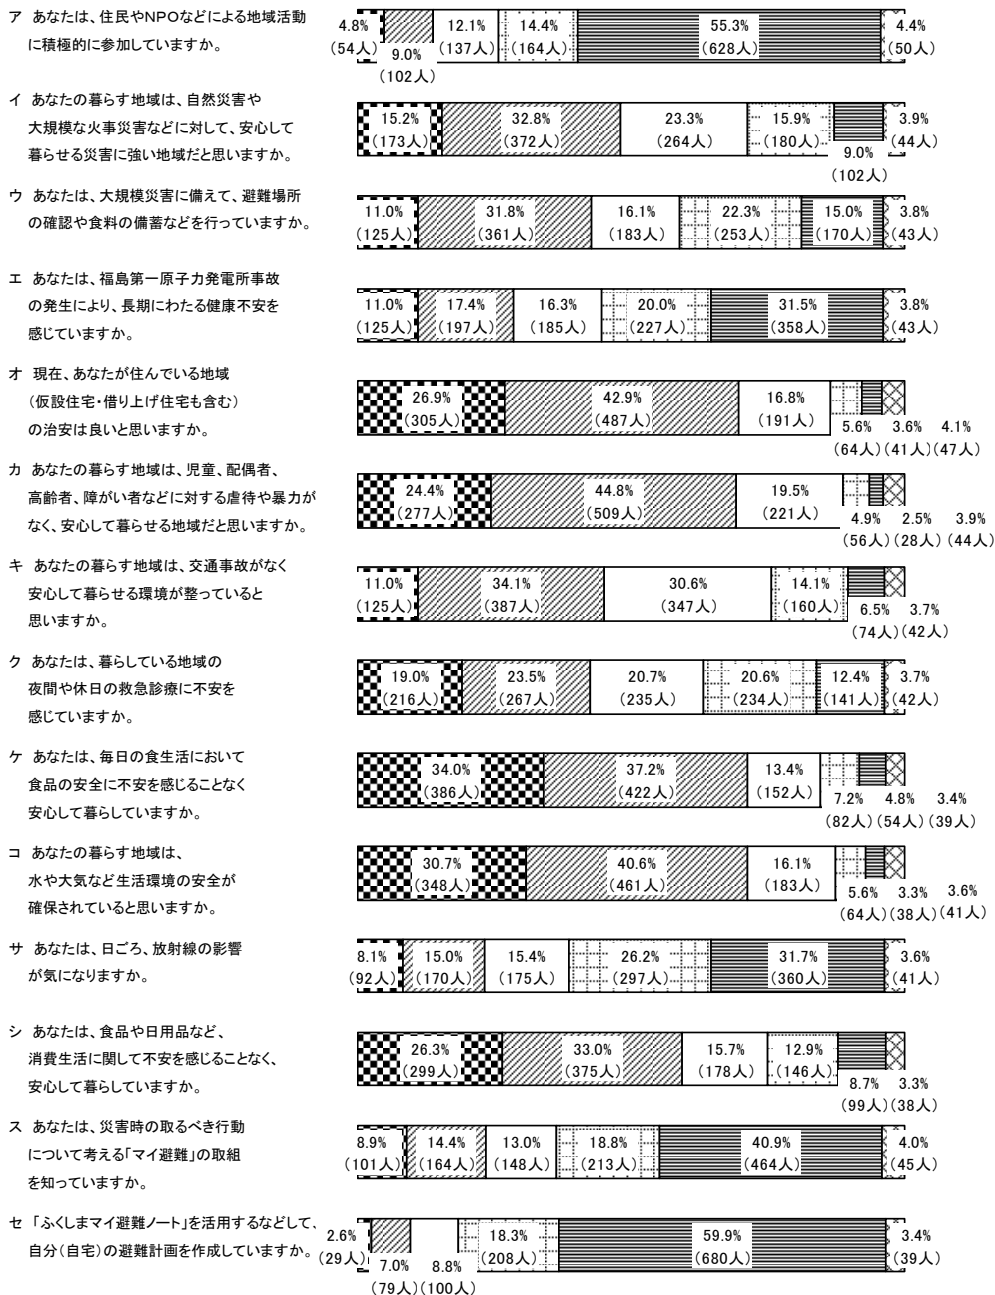 ア あなたは、住民やNPOなどによる地域活動
に積極的に参加していますか。
4.8% 12.1% 14.4% 55.3% 4.4%
(54人) (137人) (164人) (628人) (50人)
9.0%
(102人)
イ あなたの暮らす地域は、自然災害や
大規模な火事災害などに対して、安心して
暮らせる災害に強い地域だと思いますか。
15.2% 32.8% 23.3% 15.9% 3.9%
(173人) (372人) (264人) (180人) (44人)
9.0%
(102人)
ウ あなたは、大規模災害に備えて、避難場所
の確認や食料の備蓄などを行っていますか。
11.0% 31.8% 16.1% 22.3% 15.0% 3.8%
(125人) (361人) (183人) (253人) (170人) (43人)
エ あなたは、福島第一原子力発電所事故
の発生により、長期にわたる健康不安を
感じていますか。
11.0% 17.4% 16.3% 20.0% 31.5% 3.8%
(125人) (197人) (185人) (227人) (358人) (43人)
オ 現在、あなたが住んでいる地域
(仮設住宅・借り上げ住宅も含む)
の治安は良いと思いますか。
26.9% 42.9% 16.8%
(305人) (487人) (191人)
5.6% 3.6% 4.1%
(64人) (41人) (47人)
カ あなたの暮らす地域は、児童、配偶者、
高齢者、障がい者などに対する虐待や暴力が
なく、安心して暮らせる地域だと思いますか。
24.4% 44.8% 19.5%
(277人) (509人) (221人)
4.9% 2.5% 3.9%
(56人) (28人) (44人)
キ あなたの暮らす地域は、交通事故がなく
安心して暮らせる環境が整っていると
思いますか。
11.0% 34.1% 30.6% 14.1%
(125人) (387人) (347人) (160人)
6.5% 3.7%
(74人) (42人)
ク あなたは、暮らしている地域の
夜間や休日の救急診療に不安を
感じていますか。
19.0% 23.5% 20.7% 20.6% 12.4% 3.7%
(216人) (267人) (235人) (234人) (141人) (42人)
ケ あなたは、毎日の食生活において
食品の安全に不安を感じることなく
安心して暮らしていますか。
34.0% 37.2% 13.4%
(386人) (422人) (152人)
7.2% 4.8% 3.4%
(82人) (54人) (39人)
コ あなたの暮らす地域は、
水や大気など生活環境の安全が
確保されていると思いますか。
30.7% 40.6% 16.1%
(348人) (461人) (183人)
5.6% 3.3% 3.6%
(64人) (38人) (41人)
サ あなたは、日ごろ、放射線の影響
が気になりますか。
8.1% 15.0% 15.4% 26.2% 31.7% 3.6%
(92人) (170人) (175人) (297人) (360人) (41人)
シ あなたは、食品や日用品など、
消費生活に関して不安を感じることなく、
安心して暮らしていますか。
26.3% 33.0% 15.7% 12.9%
(299人) (375人) (178人) (146人)
8.7% 3.3%
(99人) (38人)
ス あなたは、災害時の取るべき行動
について考える「マイ避難」の取組
を知っていますか。
8.9% 14.4% 13.0% 18.8% 40.9% 4.0%
(101人) (164人) (148人) (213人) (464人) (45人)
セ 「ふくしまマイ避難ノート」を活用するなどして、
自分(自宅)の避難計画を作成していますか。
2.6% 18.3% 59.9% 3.4%
(29人) (208人) (680人) (39人)
7.0% 8.8%
(79人) (100人)